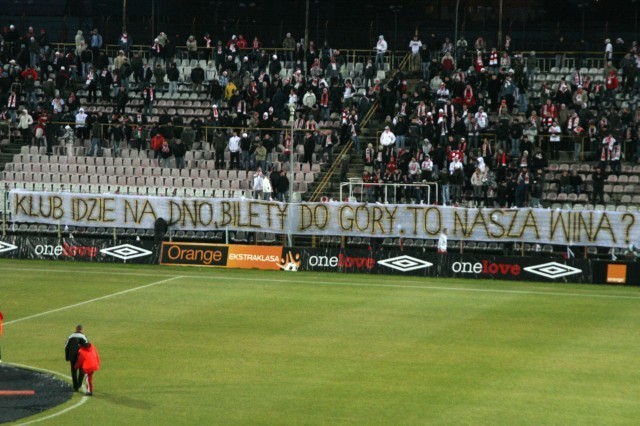 KLUB IDZIE NA DNO, BILETY DO GÓRY TO NASZA WINA?
onelove Orange EKSTRAKLASA onelove onelove